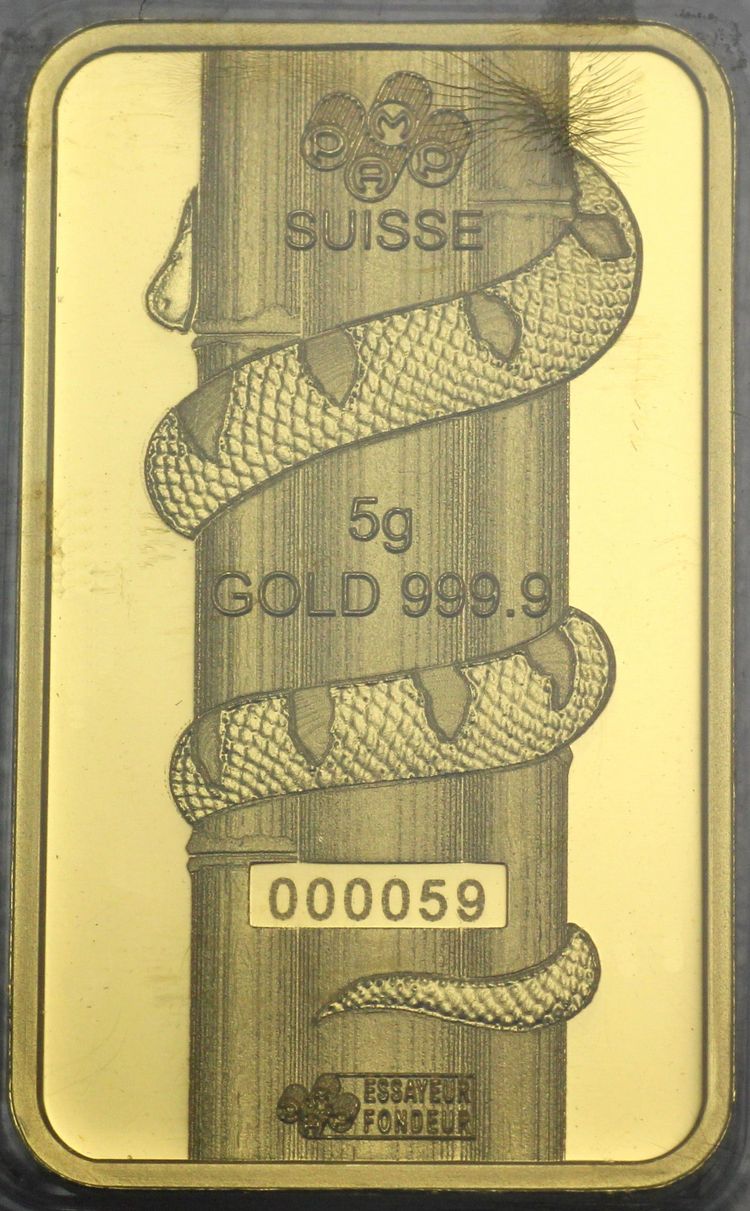 PAMP
SUISSE
5g
GOLD 999.9
000059
ESSAYEUR
FONDEUR